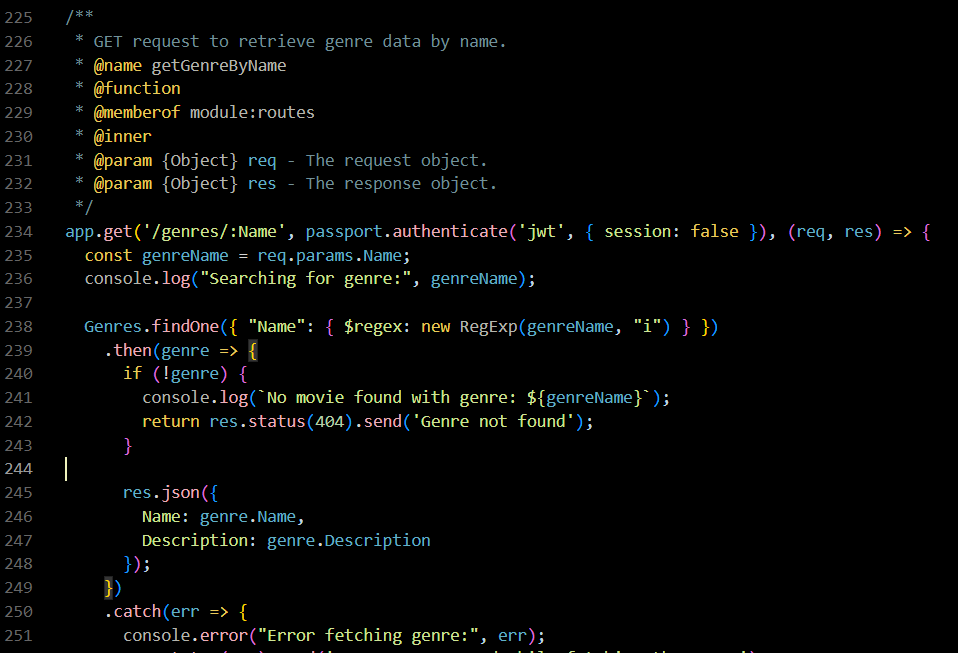 225 /**
226 * GET request to retrieve genre data by name.
227 * @name getGenreByName
228 * @function
229 * @memberof module:routes
230 * @inner
231 * @param {Object} req - The request object.
232 * @param {Object} res - The response object.
233 */
234 app.get('/genres/:Name', passport.authenticate('jwt', { session: false }), (req, res) => {
235 const genreName = req.params.Name;
236 console.log("Searching for genre:", genreName);
237
238 Genres.findOne({ "Name": { $regex: new RegExp(genreName, "i") } })
239 .then(genre => {
240 if (!genre) {
241 console.log(`No movie found with genre: ${genreName}`);
242 return res.status(404).send('Genre not found');
243 }
244
245 res.json({
246 Name: genre.Name,
247 Description: genre.Description
248 });
249 })
250 .catch(err => {
251 console.error("Error fetching genre:", err);